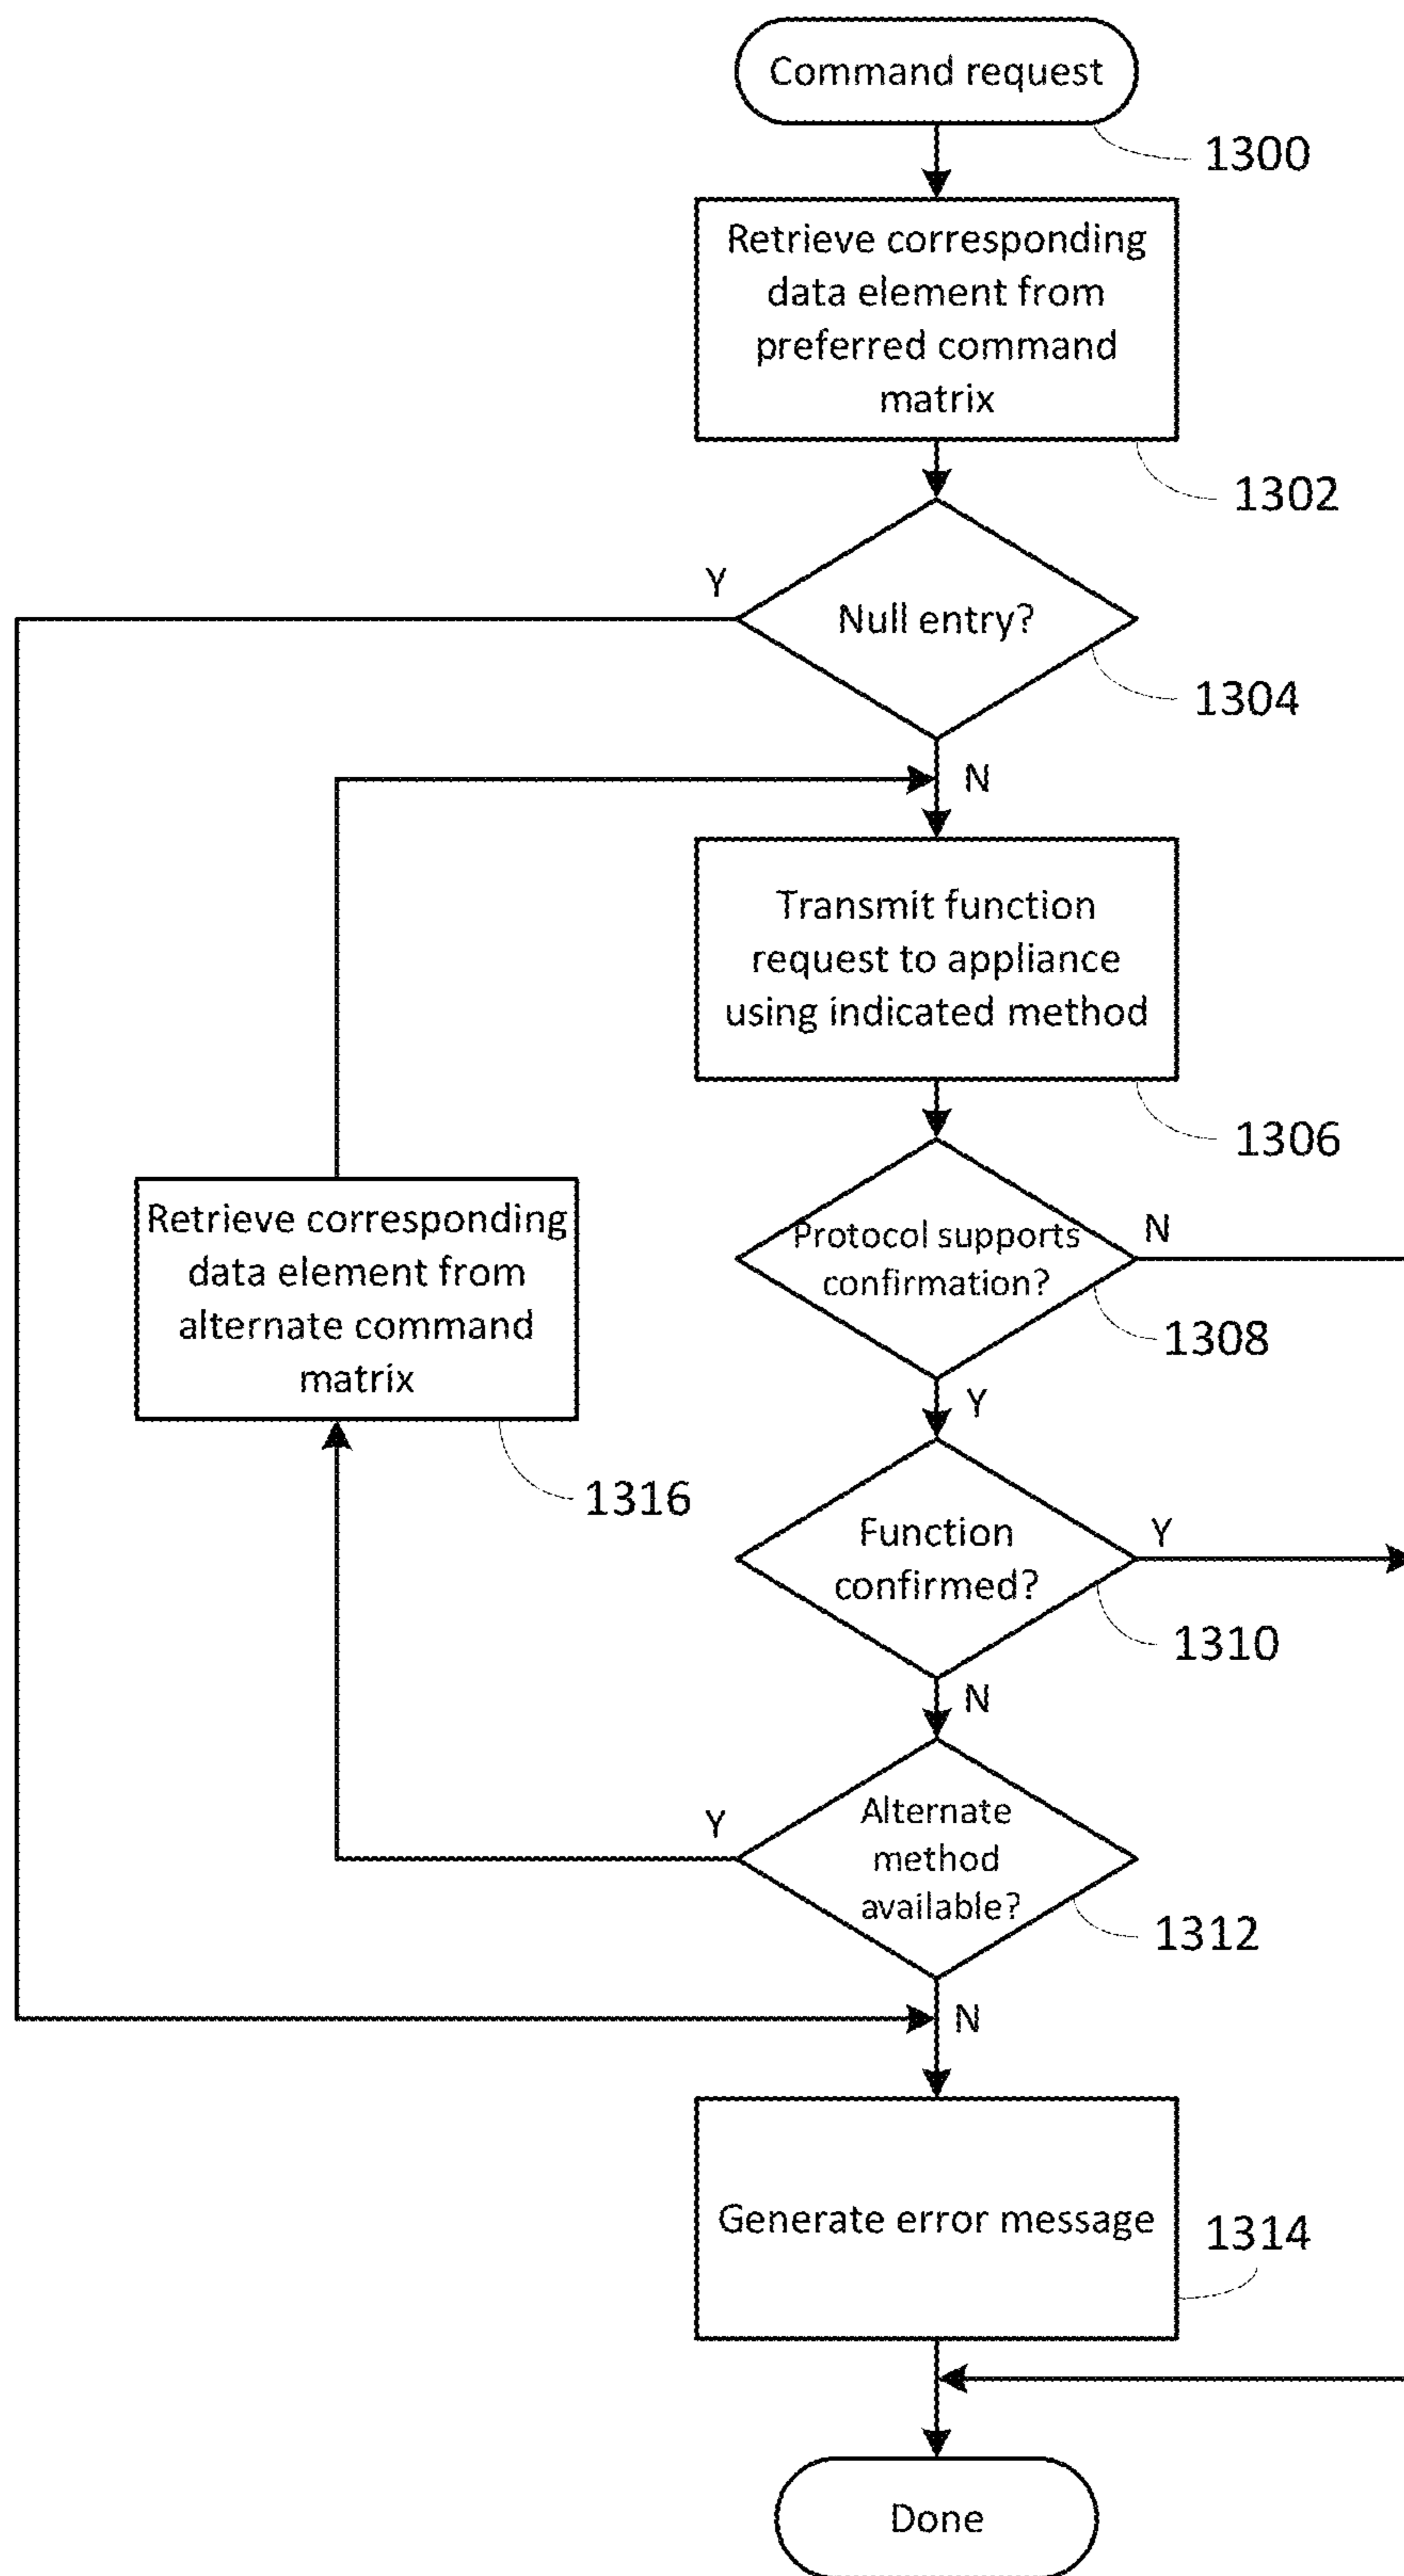 Command request
1300
Retrieve corresponding
data element from
preferred command
matrix
1302
Y
Null entry?
1304
N
Transmit function
request to appliance
using indicated method
1306
Retrieve corresponding
data element from
alternate command
matrix
1316
Protocol supports
confirmation?
N
1308
Y
Function
confirmed?
Y
1310
N
Y
Alternate
method
available?
1312
N
Generate error message
1314
Done